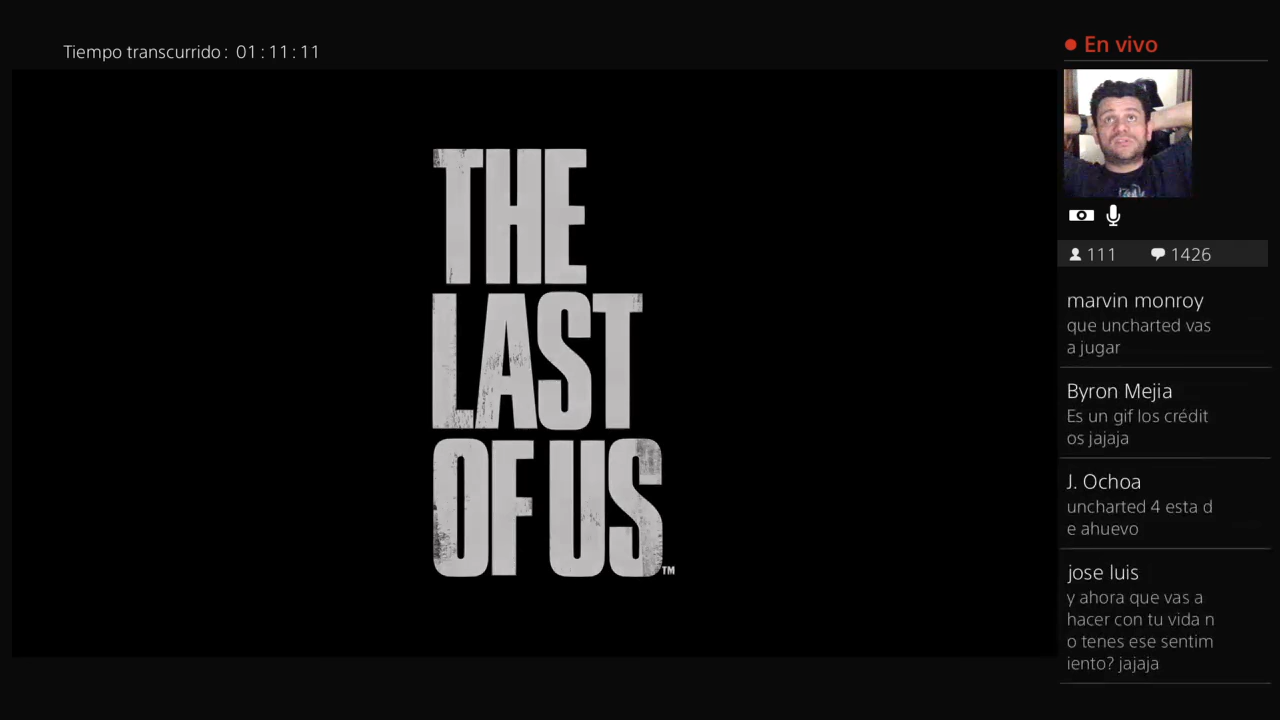 Tiempo transcurrido: 01:11:11
THE
LAST
OF US
TM
En vivo
111 1426
marvin monroy
que uncharted vas
a jugar
Byron Mejia
Es un gif los crédit
os jajaja
J. Ochoa
uncharted 4 esta d
e ahuevo
jose luis
y ahora que vas a
hacer con tu vida n
o tenes ese sentim
iento? jajaja